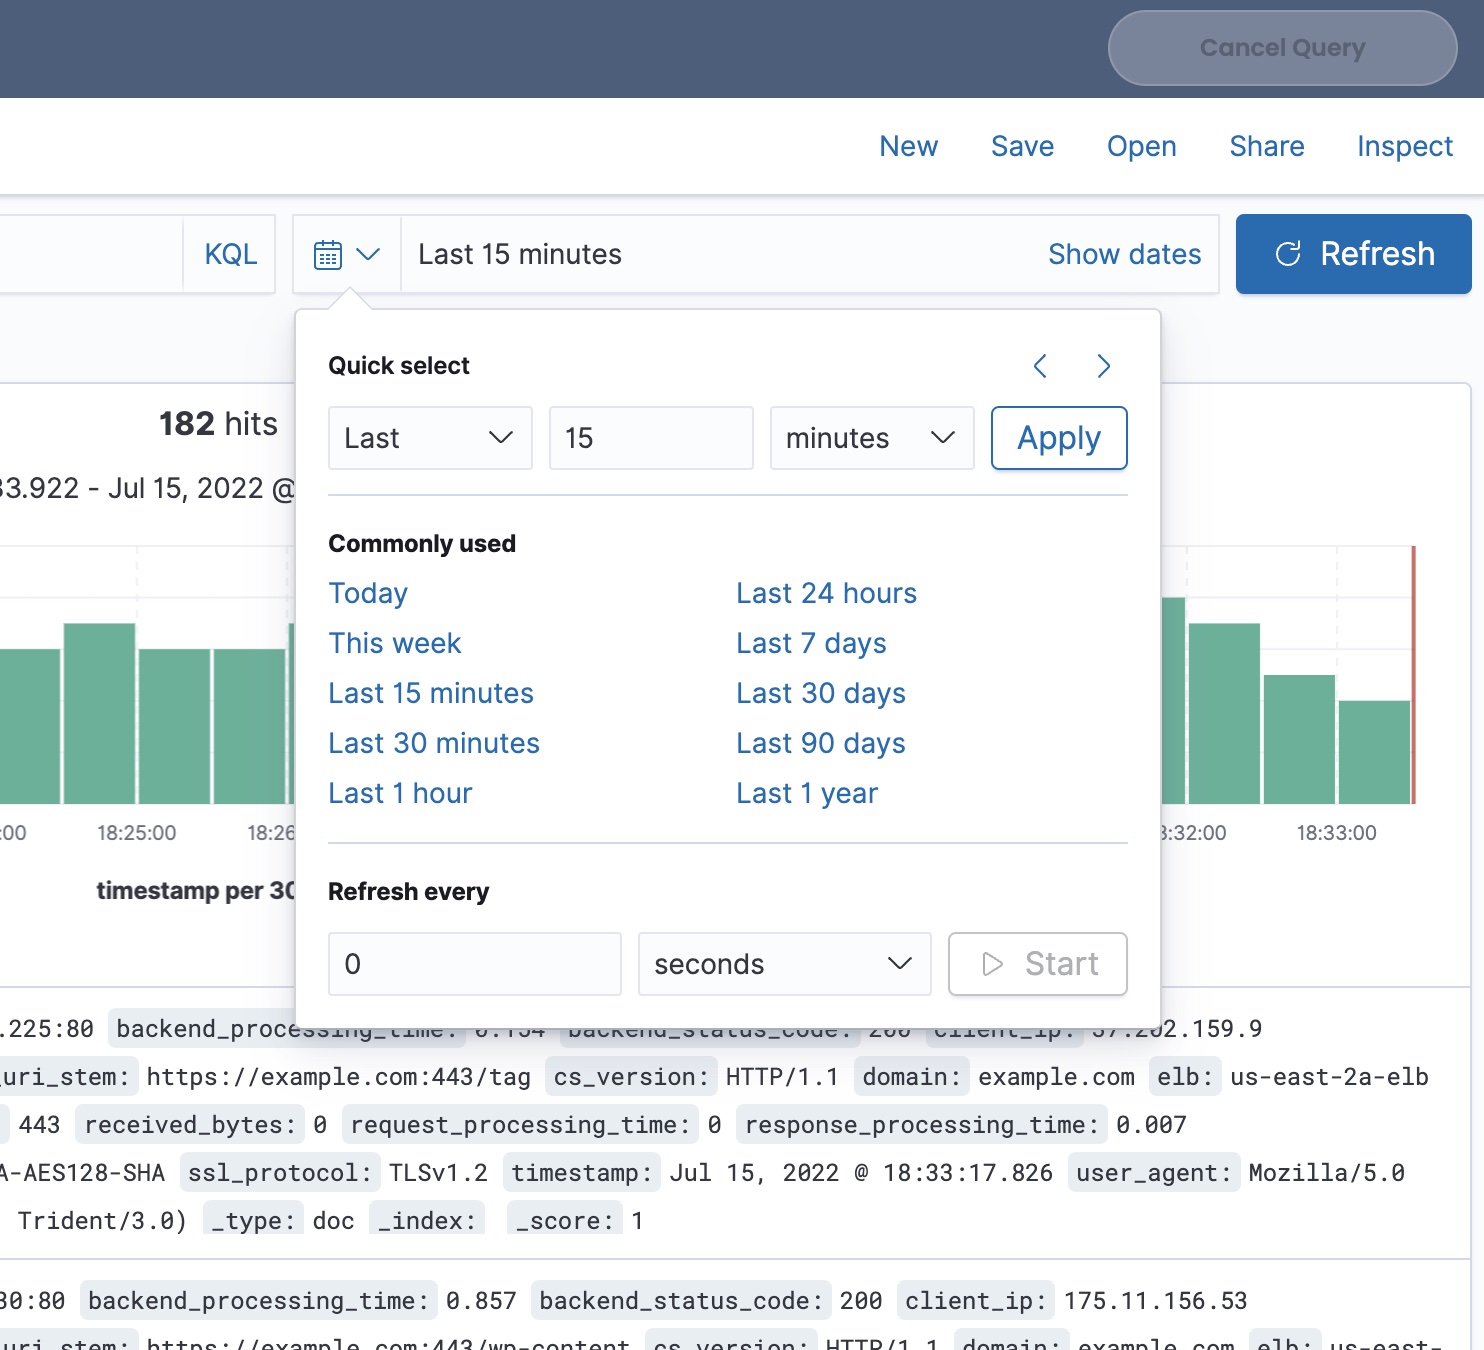 Cancel Query
New Save Open Share Inspect
KQL Last 15 minutes Show dates Refresh
Quick select
Last 15 minutes Apply
Commonly used
Today Last 24 hours
This week Last 7 days
Last 15 minutes Last 30 days
Last 30 minutes Last 90 days
Last 1 hour Last 1 year
Refresh every
0 seconds Start
182 hits
33.922 - Jul 15, 2022 @
:00 18:25:00 18:26 3:32:00 18:33:00
timestamp per 30
.225:80 backend_processing_time: 0.154 backend_status_code: 200 client_ip: 57.202.159.9
uri_stem: https://example.com:443/tag cs_version: HTTP/1.1 domain: example.com elb: us-east-2a-elb
443 received_bytes: 0 request_processing_time: 0 response_processing_time: 0.007
A-AES128-SHA ssl_protocol: TLSv1.2 timestamp: Jul 15, 2022 @ 18:33:17.826 user_agent: Mozilla/5.0
Trident/3.0) _type: doc _index: _score: 1
30:80 backend_processing_time: 0.857 backend_status_code: 200 client_ip: 175.11.156.53
uri_stem: https://example.com:443/wp-content cs_version: HTTP/1.1 domain: example.com elb: us-east-